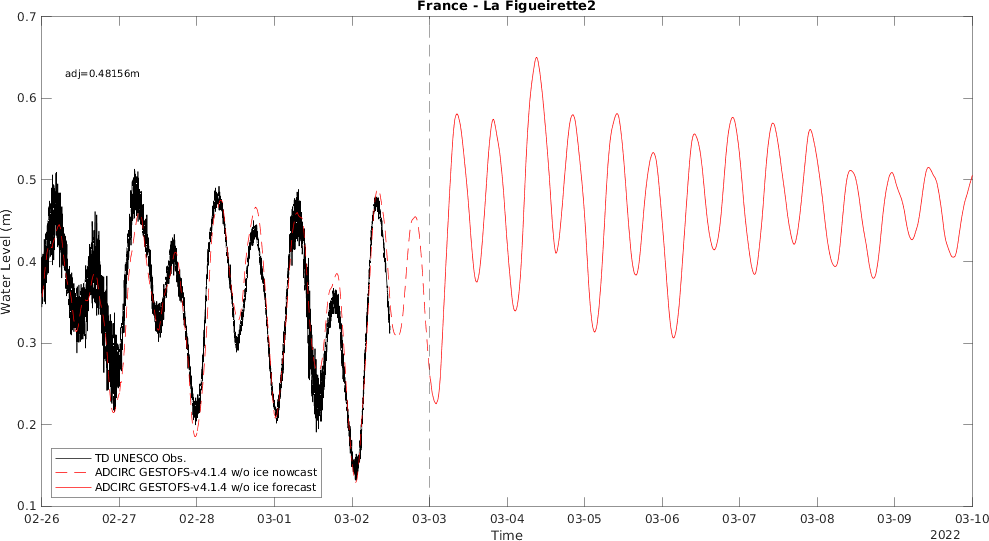 France - La Figueirette2
adj=0.48156m
Water Level (m)
0.7
0.6
0.5
0.4
0.3
0.2
0.1
TD UNESCO Obs.
ADCIRC GESTOFS-v4.1.4 w/o ice nowcast
ADCIRC GESTOFS-v4.1.4 w/o ice forecast
02-26 02-27 02-28 03-01 03-02 03-03 03-04 03-05 03-06 03-07 03-08 03-09 03-10
Time
2022